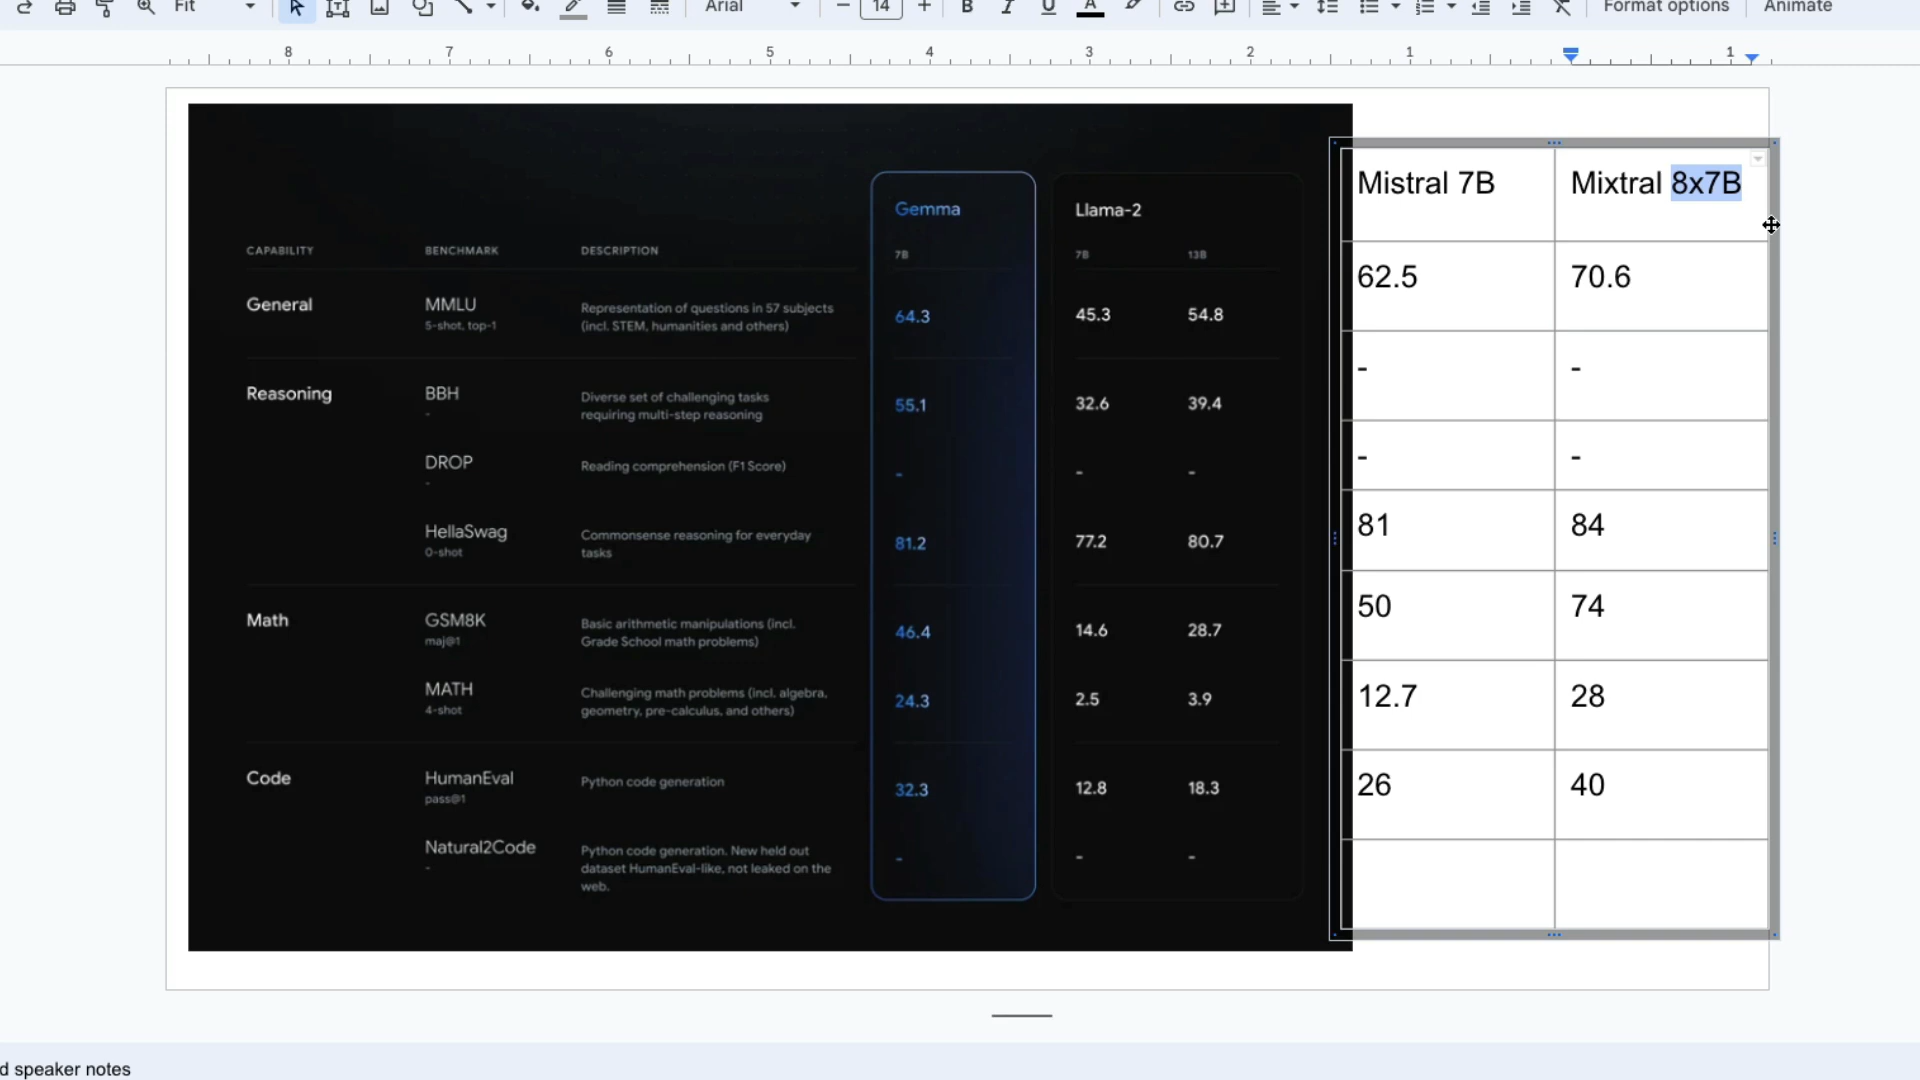 Fit
Arial
14
B
I
U
A
Format options
Animate
8 7 6 5 4 3 2 1 1
Gemma
Llama-2
Mistral 7B
Mixtral 8x7B
CAPABILITY
BENCHMARK
DESCRIPTION
7B
7B
13B
General
MMLU
5-shot, top-1
Representation of questions in 57 subjects
(incl. STEM, humanities and others)
64.3
45.3
54.8
62.5
70.6
Reasoning
BBH
-
Diverse set of challenging tasks
requiring multi-step reasoning
55.1
32.6
39.4
-
-
DROP
-
Reading comprehension (F1 Score)
-
-
-
-
-
HellaSwag
0-shot
Commonsense reasoning for everyday
tasks
81.2
77.2
80.7
81
84
Math
GSM8K
maj@1
Basic arithmetic manipulations (incl.
Grade School math problems)
46.4
14.6
28.7
50
74
MATH
4-shot
Challenging math problems (incl. algebra,
geometry, pre-calculus, and others)
24.3
2.5
3.9
12.7
28
Code
HumanEval
pass@1
Python code generation
32.3
12.8
18.3
26
40
Natural2Code
-
Python code generation. New held out
dataset HumanEval-like, not leaked on the
web.
-
-
-
d speaker notes